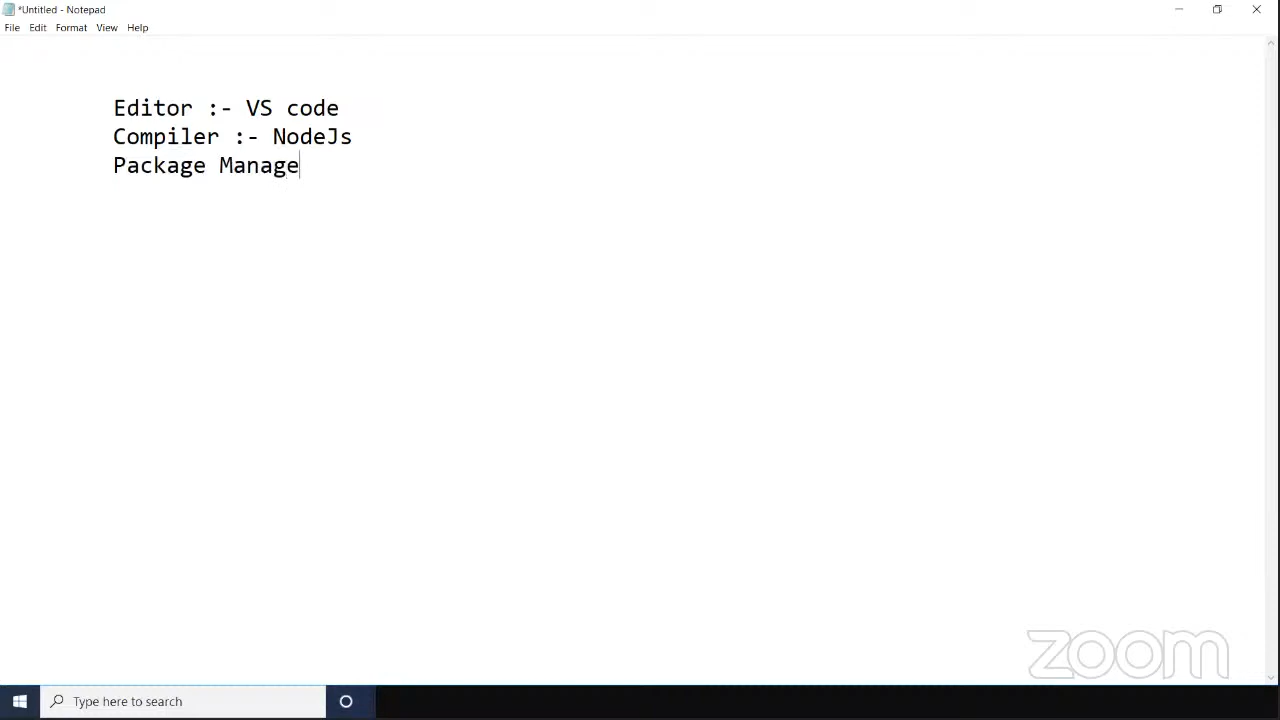 *Untitled - Notepad
File Edit Format View Help
Editor :- VS code
Compiler :- NodeJs
Package Manage
zoom
Type here to search